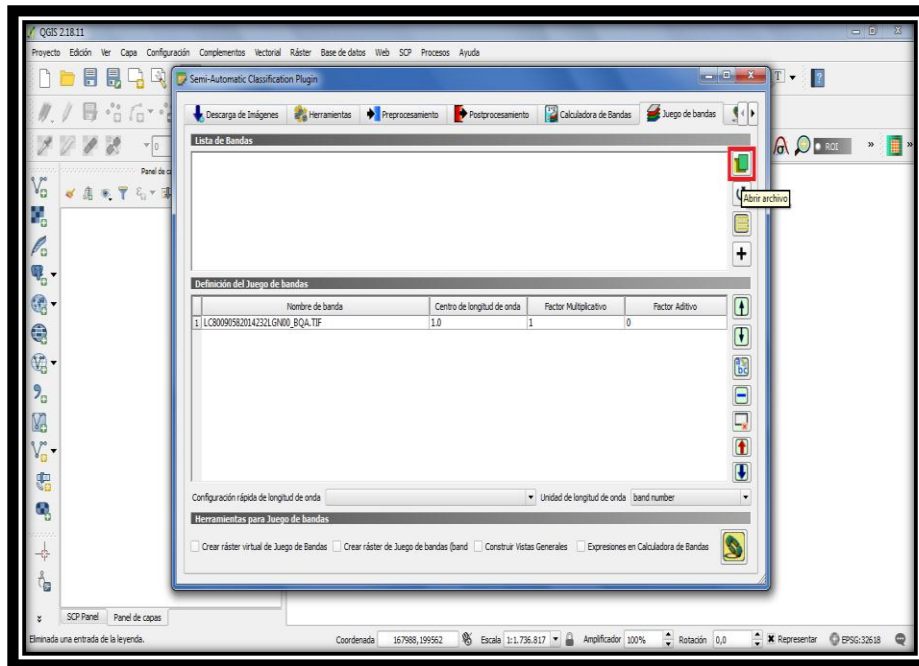 QGIS 2.18.11
Proyecto Edición Ver Capa Configuración Complementos Vectorial Ráster Base de datos Web SCP Procesos Ayuda
Semi-Automatic Classification Plugin
Descarga de Imágenes Herramientas Preprocesamiento Postprocesamiento Calculadora de Bandas Juego de bandas
Lista de Bandas
ROI
Abrir archivo
Definición del Juego de bandas
Nombre de banda Centro de longitud de onda Factor Multiplicativo Factor Aditivo
1 LC80090582014232LGN00_BQA.TIF 1.0 1 0
Configuración rápida de longitud de onda Unidad de longitud de onda band number
Herramientas para Juego de bandas
Crear ráster virtual de Juego de Bandas Crear ráster de Juego de bandas (band Construir Vistas Generales Expresiones en Calculadora de Bandas
SCP Panel Panel de capas
Eliminada una entrada de la leyenda. Coordenada 167988,199562 Escala 1:1.736.817 Amplificador 100% Rotación 0,0 Representar EPSG:32618